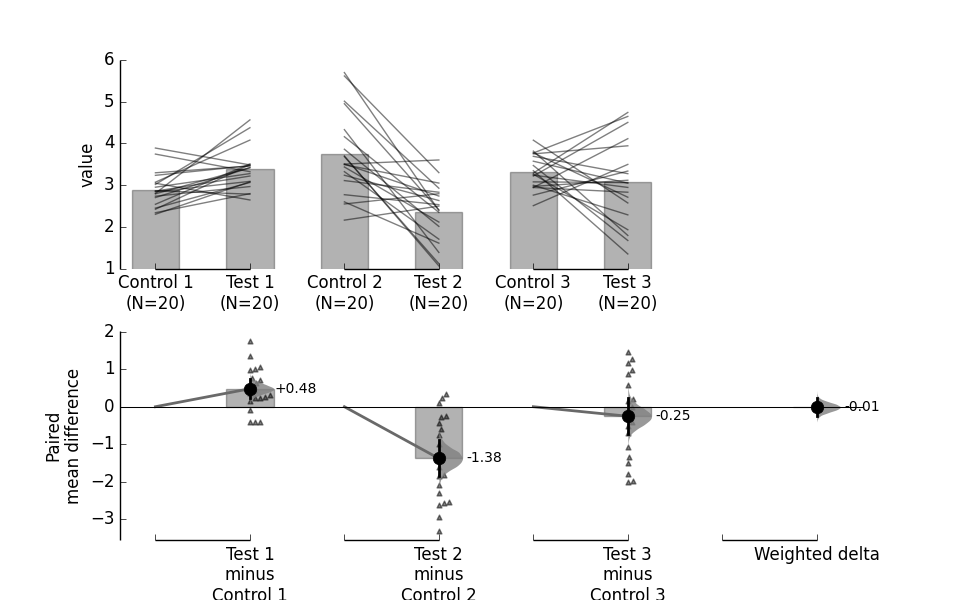 6
5
4
3
2
1
value
Control 1
(N=20)
Test 1
(N=20)
Control 2
(N=20)
Test 2
(N=20)
Control 3
(N=20)
Test 3
(N=20)
2
1
0
−1
−2
−3
Paired
mean difference
+0.48
-1.38
-0.25
-0.01
Test 1
minus
Control 1
Test 2
minus
Control 2
Test 3
minus
Control 3
Weighted delta